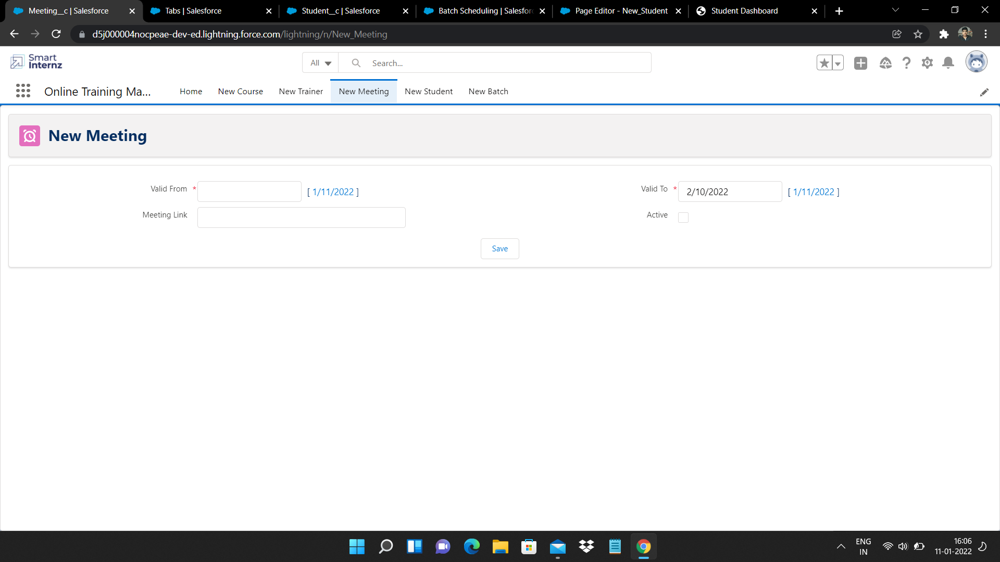 Meeting__c | Salesforce
Tabs | Salesforce
Student__c | Salesforce
Batch Scheduling | Salesfor
Page Editor - New_Student
Student Dashboard
d5j000004nocpeae-dev-ed.lightning.force.com/lightning/n/New_Meeting
Smart
Internz
All
Search...
Online Training Ma...
Home
New Course
New Trainer
New Meeting
New Student
New Batch
New Meeting
Valid From * [ 1/11/2022 ]
Valid To * 2/10/2022 [ 1/11/2022 ]
Meeting Link
Active
Save
ENG
IN
16:06
11-01-2022